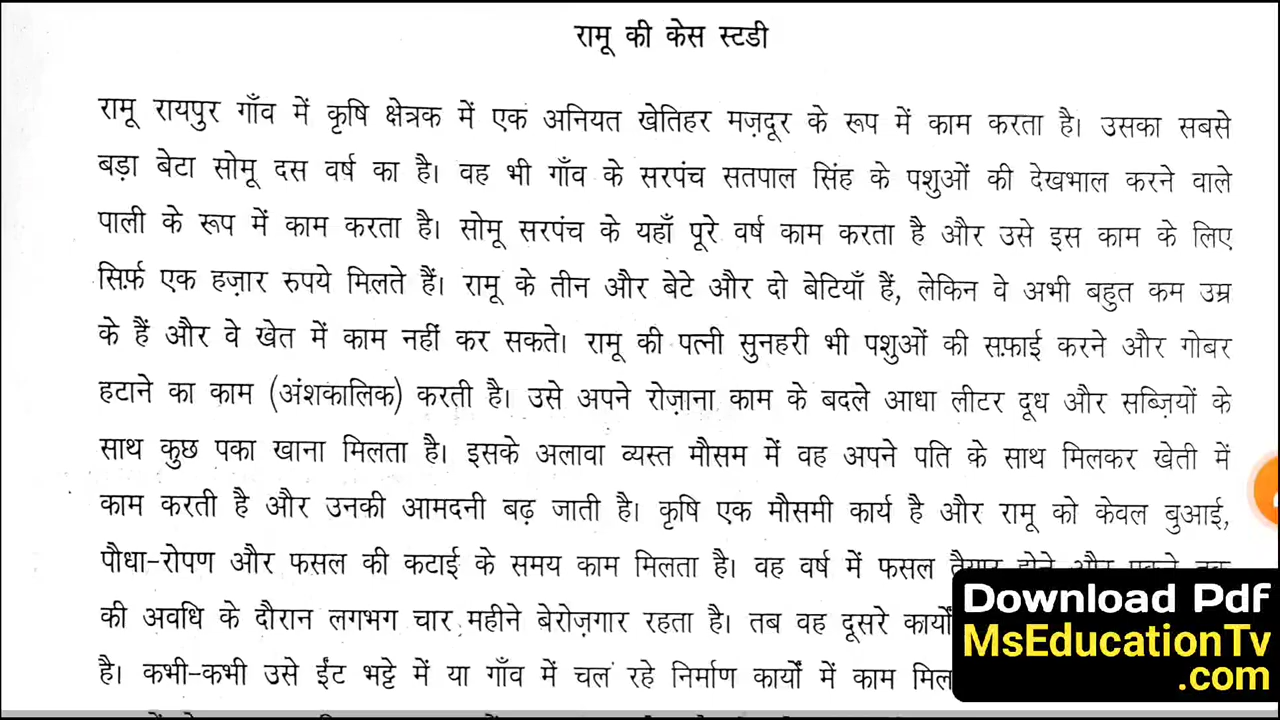 रामू की केस स्टडी
रामू रायपुर गाँव में कृषि क्षेत्रक में एक अनियत खेतिहर मज़दूर के रूप में काम करता है। उसका सबसे
बड़ा बेटा सोमू दस वर्ष का है। वह भी गाँव के सरपंच सतपाल सिंह के पशुओं की देखभाल करने वाले
पाली के रूप में काम करता है। सोमू सरपंच के यहाँ पूरे वर्ष काम करता है और उसे इस काम के लिए
सिर्फ़ एक हज़ार रुपये मिलते हैं। रामू के तीन और बेटे और दो बेटियाँ हैं, लेकिन वे अभी बहुत कम उम्र
के हैं और वे खेत में काम नहीं कर सकते। रामू की पत्नी सुनहरी भी पशुओं की सफ़ाई करने और गोबर
हटाने का काम (अंशकालिक) करती है। उसे अपने रोज़ाना काम के बदले आधा लीटर दूध और सब्ज़ियों के
साथ कुछ पका खाना मिलता है। इसके अलावा व्यस्त मौसम में वह अपने पति के साथ मिलकर खेती में
काम करती है और उनकी आमदनी बढ़ जाती है। कृषि एक मौसमी कार्य है और रामू को केवल बुआई,
पौधा-रोपण और फसल की कटाई के समय काम मिलता है। वह वर्ष में फसल
की अवधि के दौरान लगभग चार महीने बेरोज़गार रहता है। तब वह दूसरे
है। कभी-कभी उसे ईंट भट्टे में या गाँव में चल रहे निर्माण कार्यों में काम
Download Pdf
MsEducationTv
.com